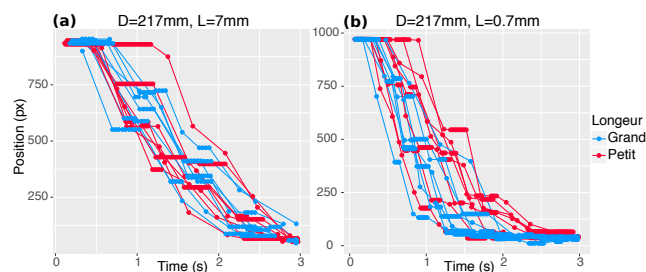 (a) D=217mm, L=7mm
(b) D=217mm, L=0.7mm
Position (px)
750
500
250
0 1 2 3
Time (s)
1000
750
500
250
0
0 1 2 3
Time (s)
Longeur
Grand
Petit